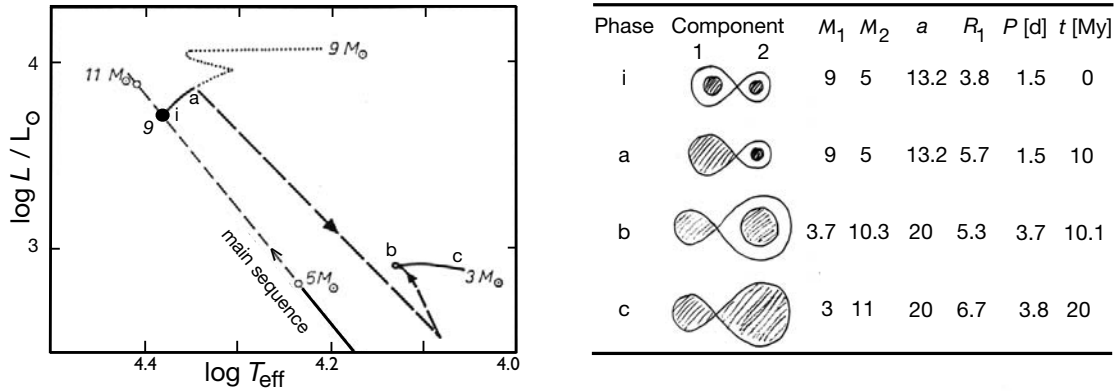 4
3
log L / L⊙
11 M⊙
9
i
a
9 M⊙
main sequence
5M⊙
b
c
3 M⊙
4.4
4.2
4.0
log Teff
Phase Component M1 M2 a R1 P [d] t [My]
1 2
i 9 5 13.2 3.8 1.5 0
a 9 5 13.2 5.7 1.5 10
b 3.7 10.3 20 5.3 3.7 10.1
c 3 11 20 6.7 3.8 20